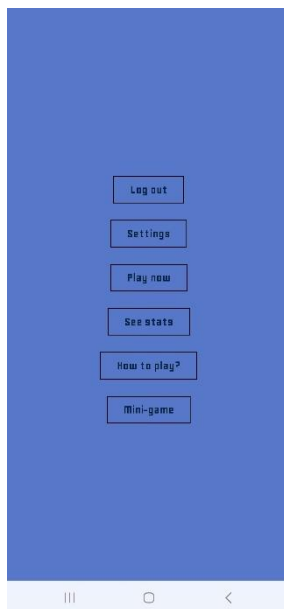 Log out
Settings
Play now
See stats
How to play?
Mini-game